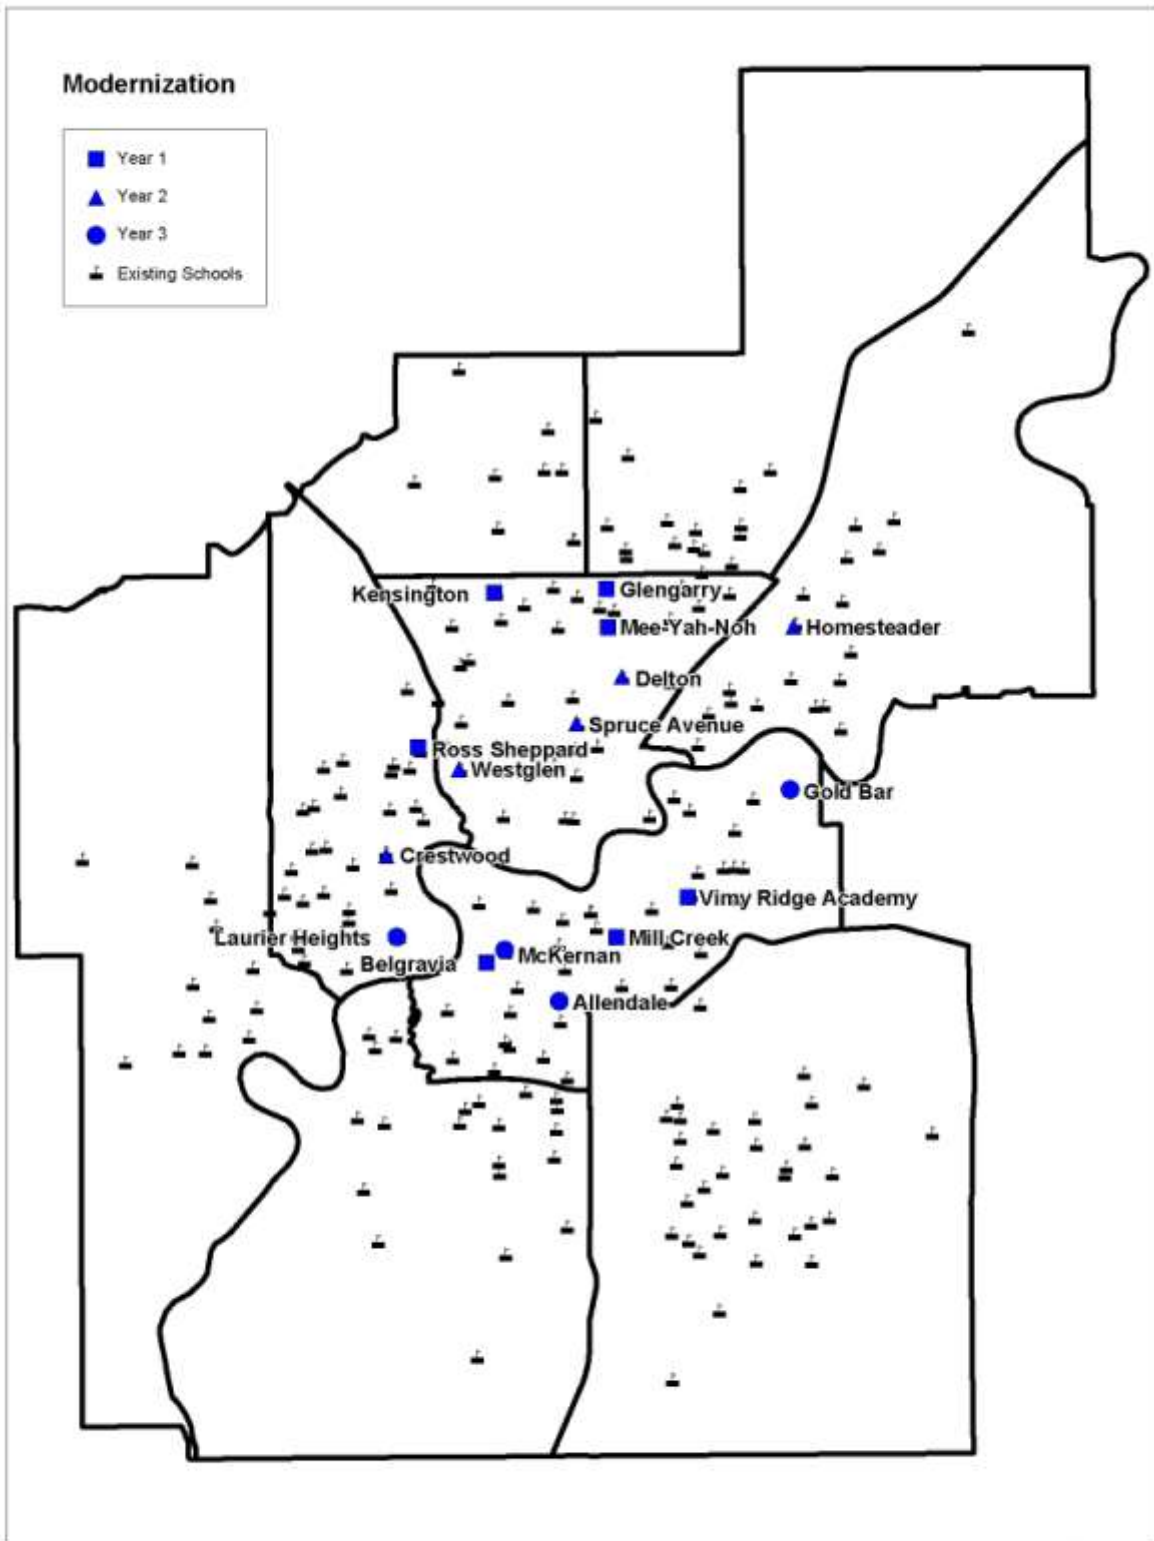 Modernization
Year 1
Year 2
Year 3
Existing Schools
Kensington
Glengarry
Mee-Yah-Noh
Homesteader
Delton
Spruce Avenue
Ross Sheppard
Westglen
Gold Bar
Crestwood
Vimy Ridge Academy
Laurier Heights
Mill Creek
McKernan
Belgravia
Allendale